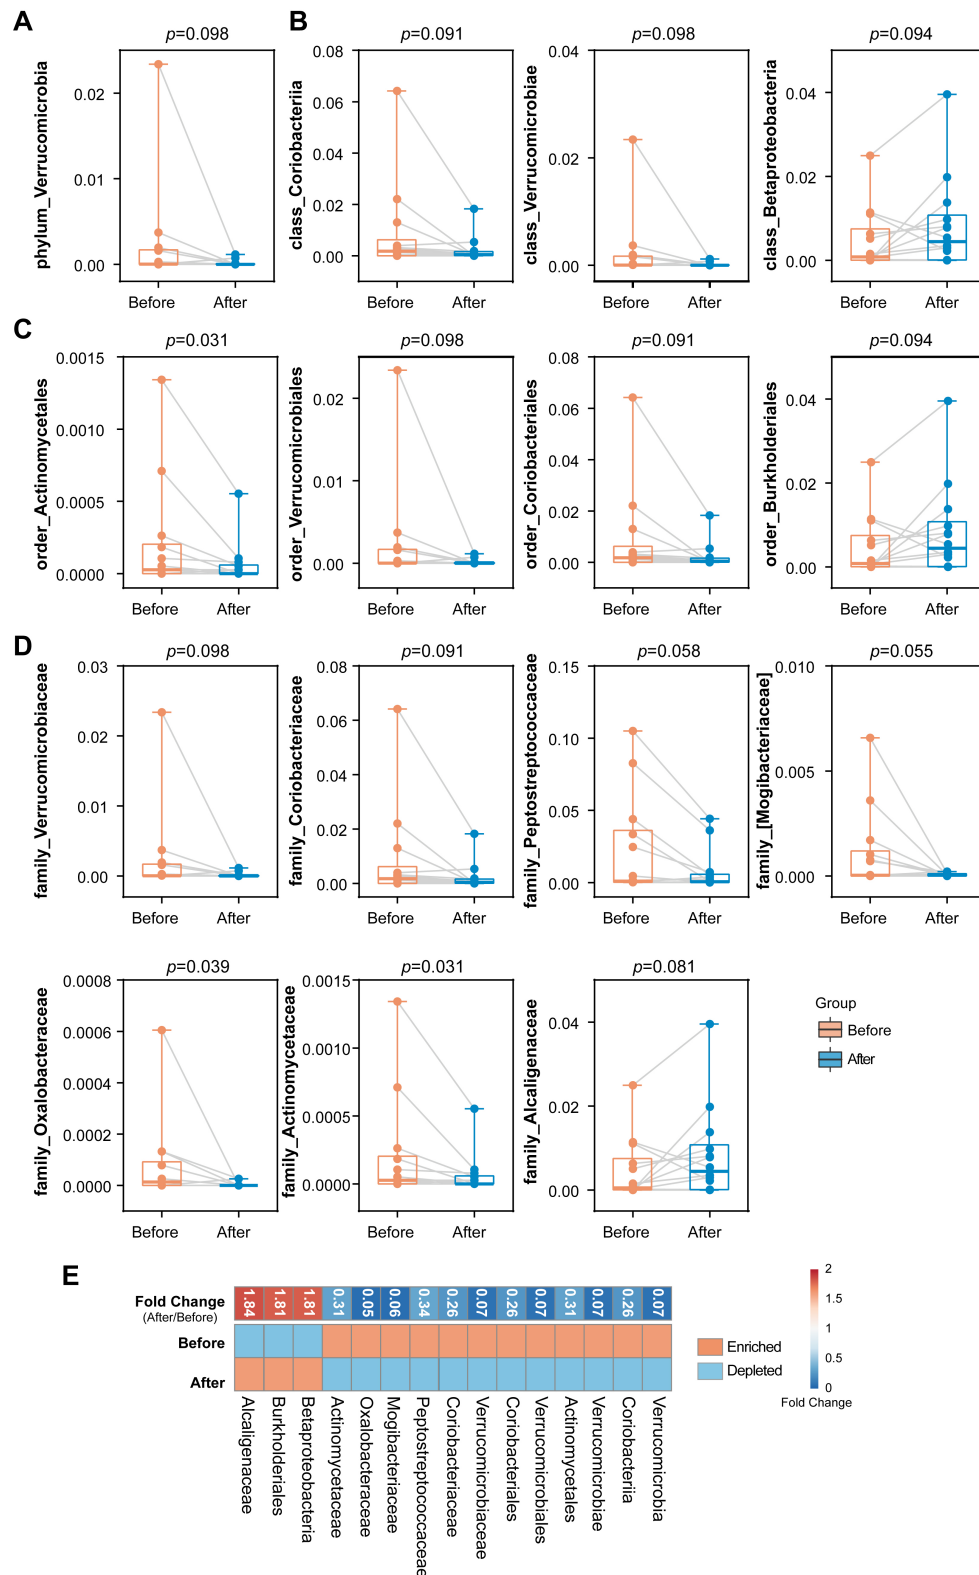 A
p=0.098
phylum_Verrucomicrobia
0.02
0.01
0.00
Before
After
B
p=0.091
class_Coriobacteriia
0.08
0.06
0.04
0.02
0.00
Before
After
p=0.098
class_Verrucomicrobiae
0.04
0.02
0.00
Before
After
p=0.094
class_Betaproteobacteria
0.04
0.02
0.00
Before
After
C
p=0.031
order_Actinomycetales
0.0015
0.0010
0.0005
0.0000
Before
After
p=0.098
order_Verrucomicrobiales
0.02
0.01
0.00
Before
After
p=0.091
order_Coriobacteriales
0.08
0.06
0.04
0.02
0.00
Before
After
p=0.094
order_Burkholderiales
0.04
0.02
0.00
Before
After
D
p=0.098
family_Verrucomicrobiaceae
0.03
0.02
0.01
0.00
Before
After
p=0.091
family_Coriobacteriaceae
0.08
0.06
0.04
0.02
0.00
Before
After
p=0.058
family_Peptostreptococcaceae
0.15
0.10
0.05
0.00
Before
After
p=0.055
family_[Mogibacteriaceae]
0.010
0.005
0.000
Before
After
p=0.039
family_Oxalobacteraceae
0.0008
0.0006
0.0004
0.0002
0.0000
Before
After
p=0.031
family_Actinomycetaceae
0.0015
0.0010
0.0005
0.0000
Before
After
p=0.081
family_Alcaligenaceae
0.04
0.02
0.00
Before
After
Group
Before
After
E
Fold Change
(After/Before)
1.84
1.81
1.81
0.31
0.05
0.06
0.34
0.26
0.07
0.26
0.07
0.31
0.07
0.26
0.07
Before
After
Alcaligenaceae
Burkholderiales
Betaproteobacteria
Actinomycetaceae
Oxalobacteraceae
Mogibacteriaceae
Peptostreptococcaceae
Coriobacteriaceae
Verrucomicrobiaceae
Coriobacteriales
Verrucomicrobiales
Actinomycetales
Verrucomicrobiae
Coriobacteriia
Verrucomicrobia
Enriched
Depleted
2
1.5
1
0.5
0
Fold Change